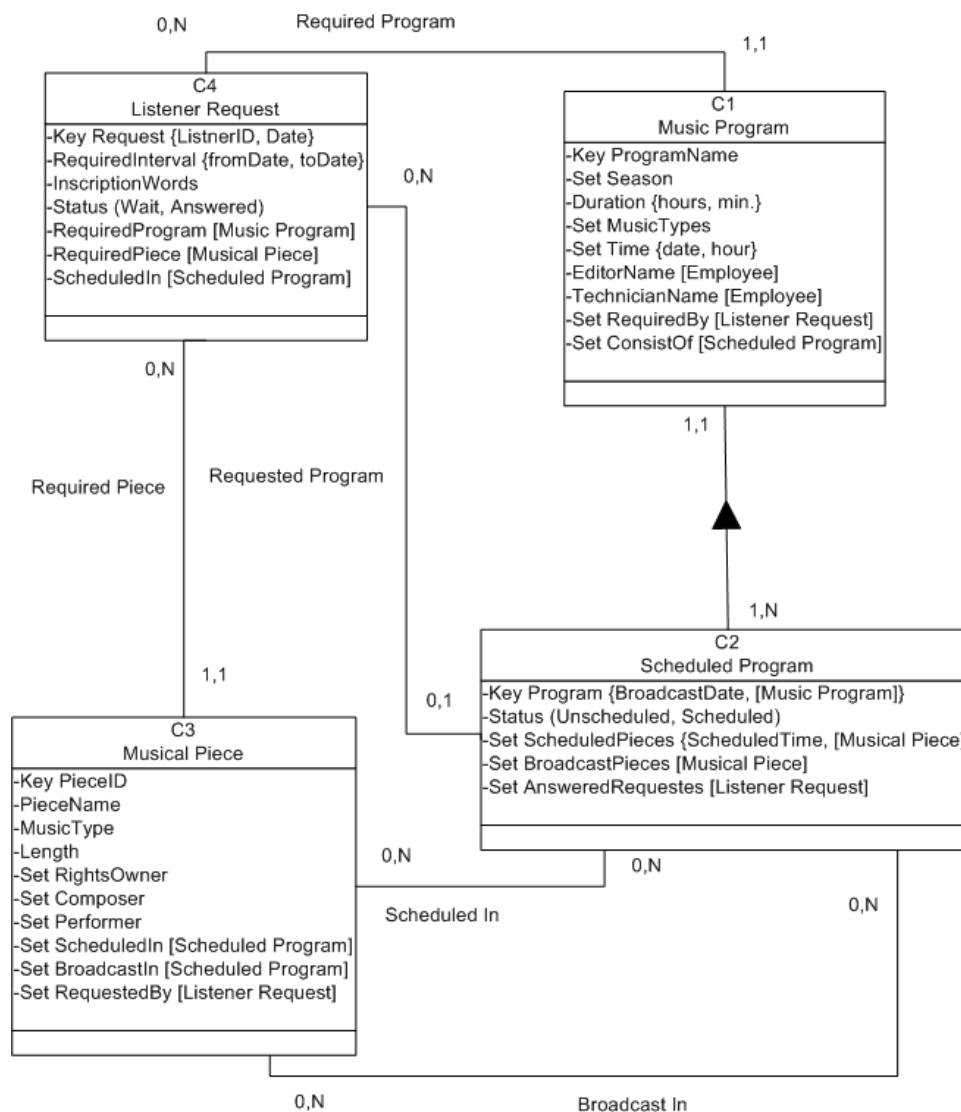 0,N
Required Program
1,1
C4
Listener Request
-Key Request {ListnerID, Date}
-RequiredInterval {fromDate, toDate}
-InscriptionWords
-Status (Wait, Answered)
-RequiredProgram [Music Program]
-RequiredPiece [Musical Piece]
-ScheduledIn [Scheduled Program]
C1
Music Program
-Key ProgramName
-Set Season
-Duration {hours, min.}
-Set MusicTypes
-Set Time {date, hour}
-EditorName [Employee]
-TechnicianName [Employee]
-Set RequiredBy [Listener Request]
-Set ConsistOf [Scheduled Program]
0,N
0,N
1,1
Required Piece
Requested Program
1,N
C2
Scheduled Program
-Key Program {BroadcastDate, [Music Program]}
-Status (Unscheduled, Scheduled)
-Set ScheduledPieces {ScheduledTime, [Musical Piece]
-Set BroadcastPieces [Musical Piece]
-Set AnsweredRequestes [Listener Request]
1,1
0,1
C3
Musical Piece
-Key PieceID
-PieceName
-MusicType
-Length
-Set RightsOwner
-Set Composer
-Set Performer
-Set ScheduledIn [Scheduled Program]
-Set BroadcastIn [Scheduled Program]
-Set RequestedBy [Listener Request]
0,N
0,N
Scheduled In
0,N
0,N
Broadcast In